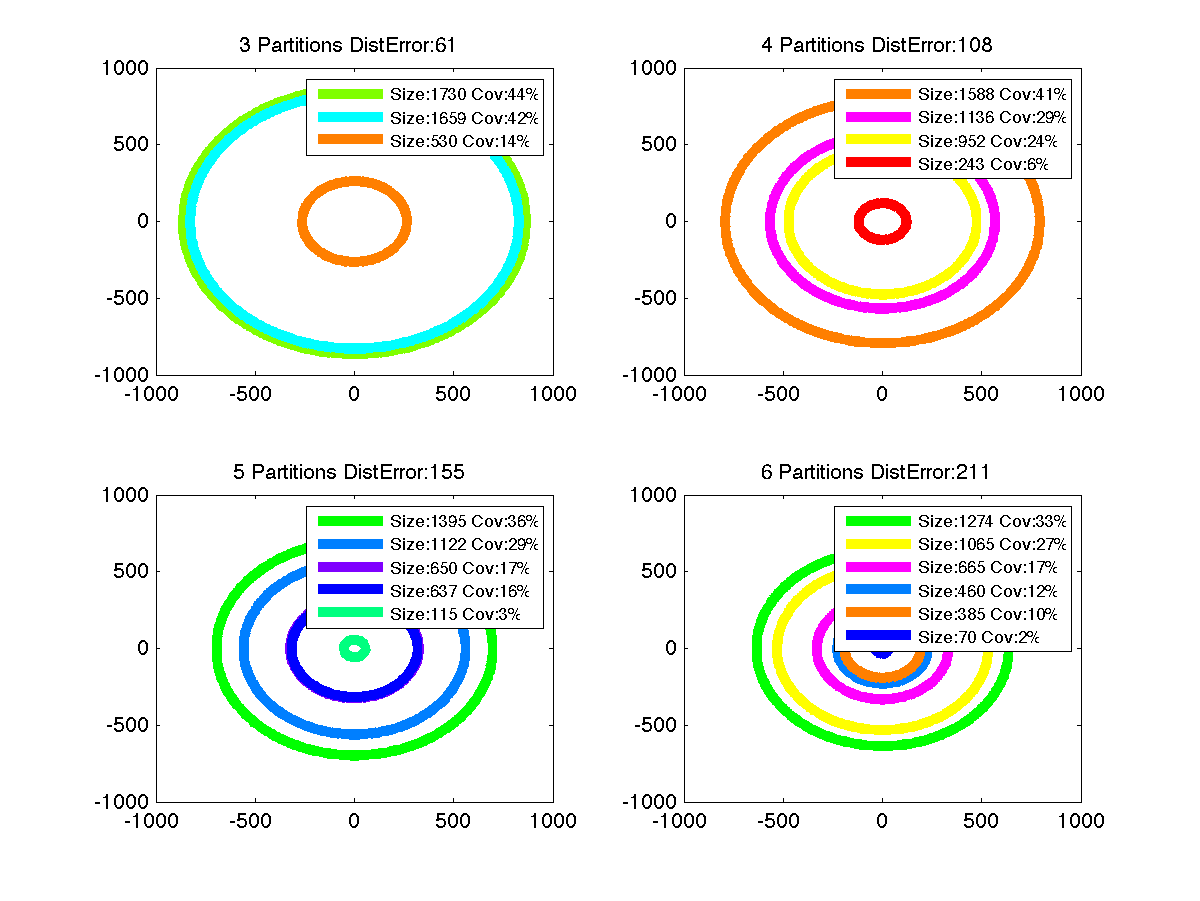 3 Partitions DistError:61
1000
500
0
-500
-1000
-1000 -500 0 500 1000
Size:1730 Cov:44%
Size:1659 Cov:42%
Size:530 Cov:14%
4 Partitions DistError:108
1000
500
0
-500
-1000
-1000 -500 0 500 1000
Size:1588 Cov:41%
Size:1136 Cov:29%
Size:952 Cov:24%
Size:243 Cov:6%
5 Partitions DistError:155
1000
500
0
-500
-1000
-1000 -500 0 500 1000
Size:1395 Cov:36%
Size:1122 Cov:29%
Size:650 Cov:17%
Size:637 Cov:16%
Size:115 Cov:3%
6 Partitions DistError:211
1000
500
0
-500
-1000
-1000 -500 0 500 1000
Size:1274 Cov:33%
Size:1065 Cov:27%
Size:665 Cov:17%
Size:460 Cov:12%
Size:385 Cov:10%
Size:70 Cov:2%